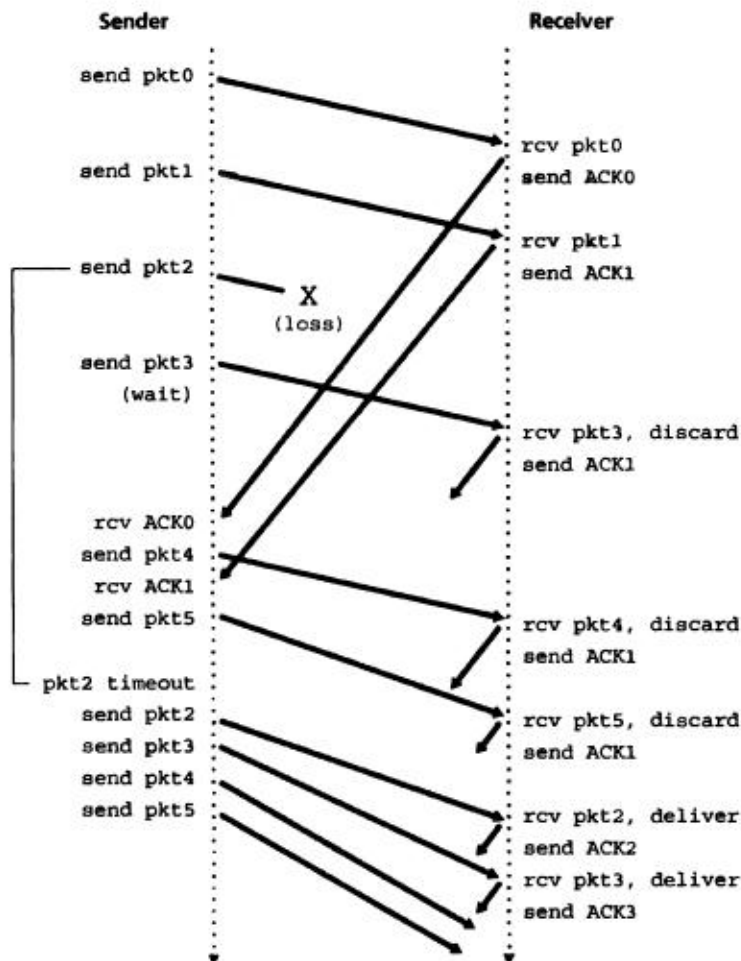 Sender
Receiver
send pkt0
rcv pkt0
send ACK0
send pkt1
rcv pkt1
send ACK1
send pkt2
X
(loss)
send pkt3
(wait)
rcv pkt3, discard
send ACK1
rcv ACK0
send pkt4
rcv ACK1
send pkt5
rcv pkt4, discard
send ACK1
pkt2 timeout
send pkt2
send pkt3
send pkt4
send pkt5
rcv pkt5, discard
send ACK1
rcv pkt2, deliver
send ACK2
rcv pkt3, deliver
send ACK3